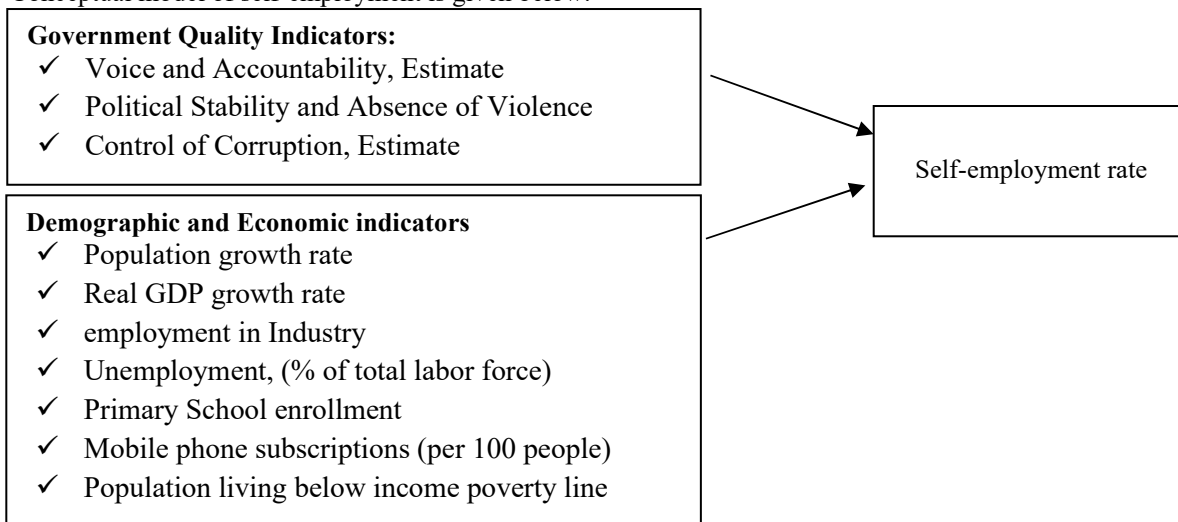 Government Quality Indicators:
✓ Voice and Accountability, Estimate
✓ Political Stability and Absence of Violence
✓ Control of Corruption, Estimate
Self-employment rate
Demographic and Economic indicators
✓ Population growth rate
✓ Real GDP growth rate
✓ employment in Industry
✓ Unemployment, (% of total labor force)
✓ Primary School enrollment
✓ Mobile phone subscriptions (per 100 people)
✓ Population living below income poverty line